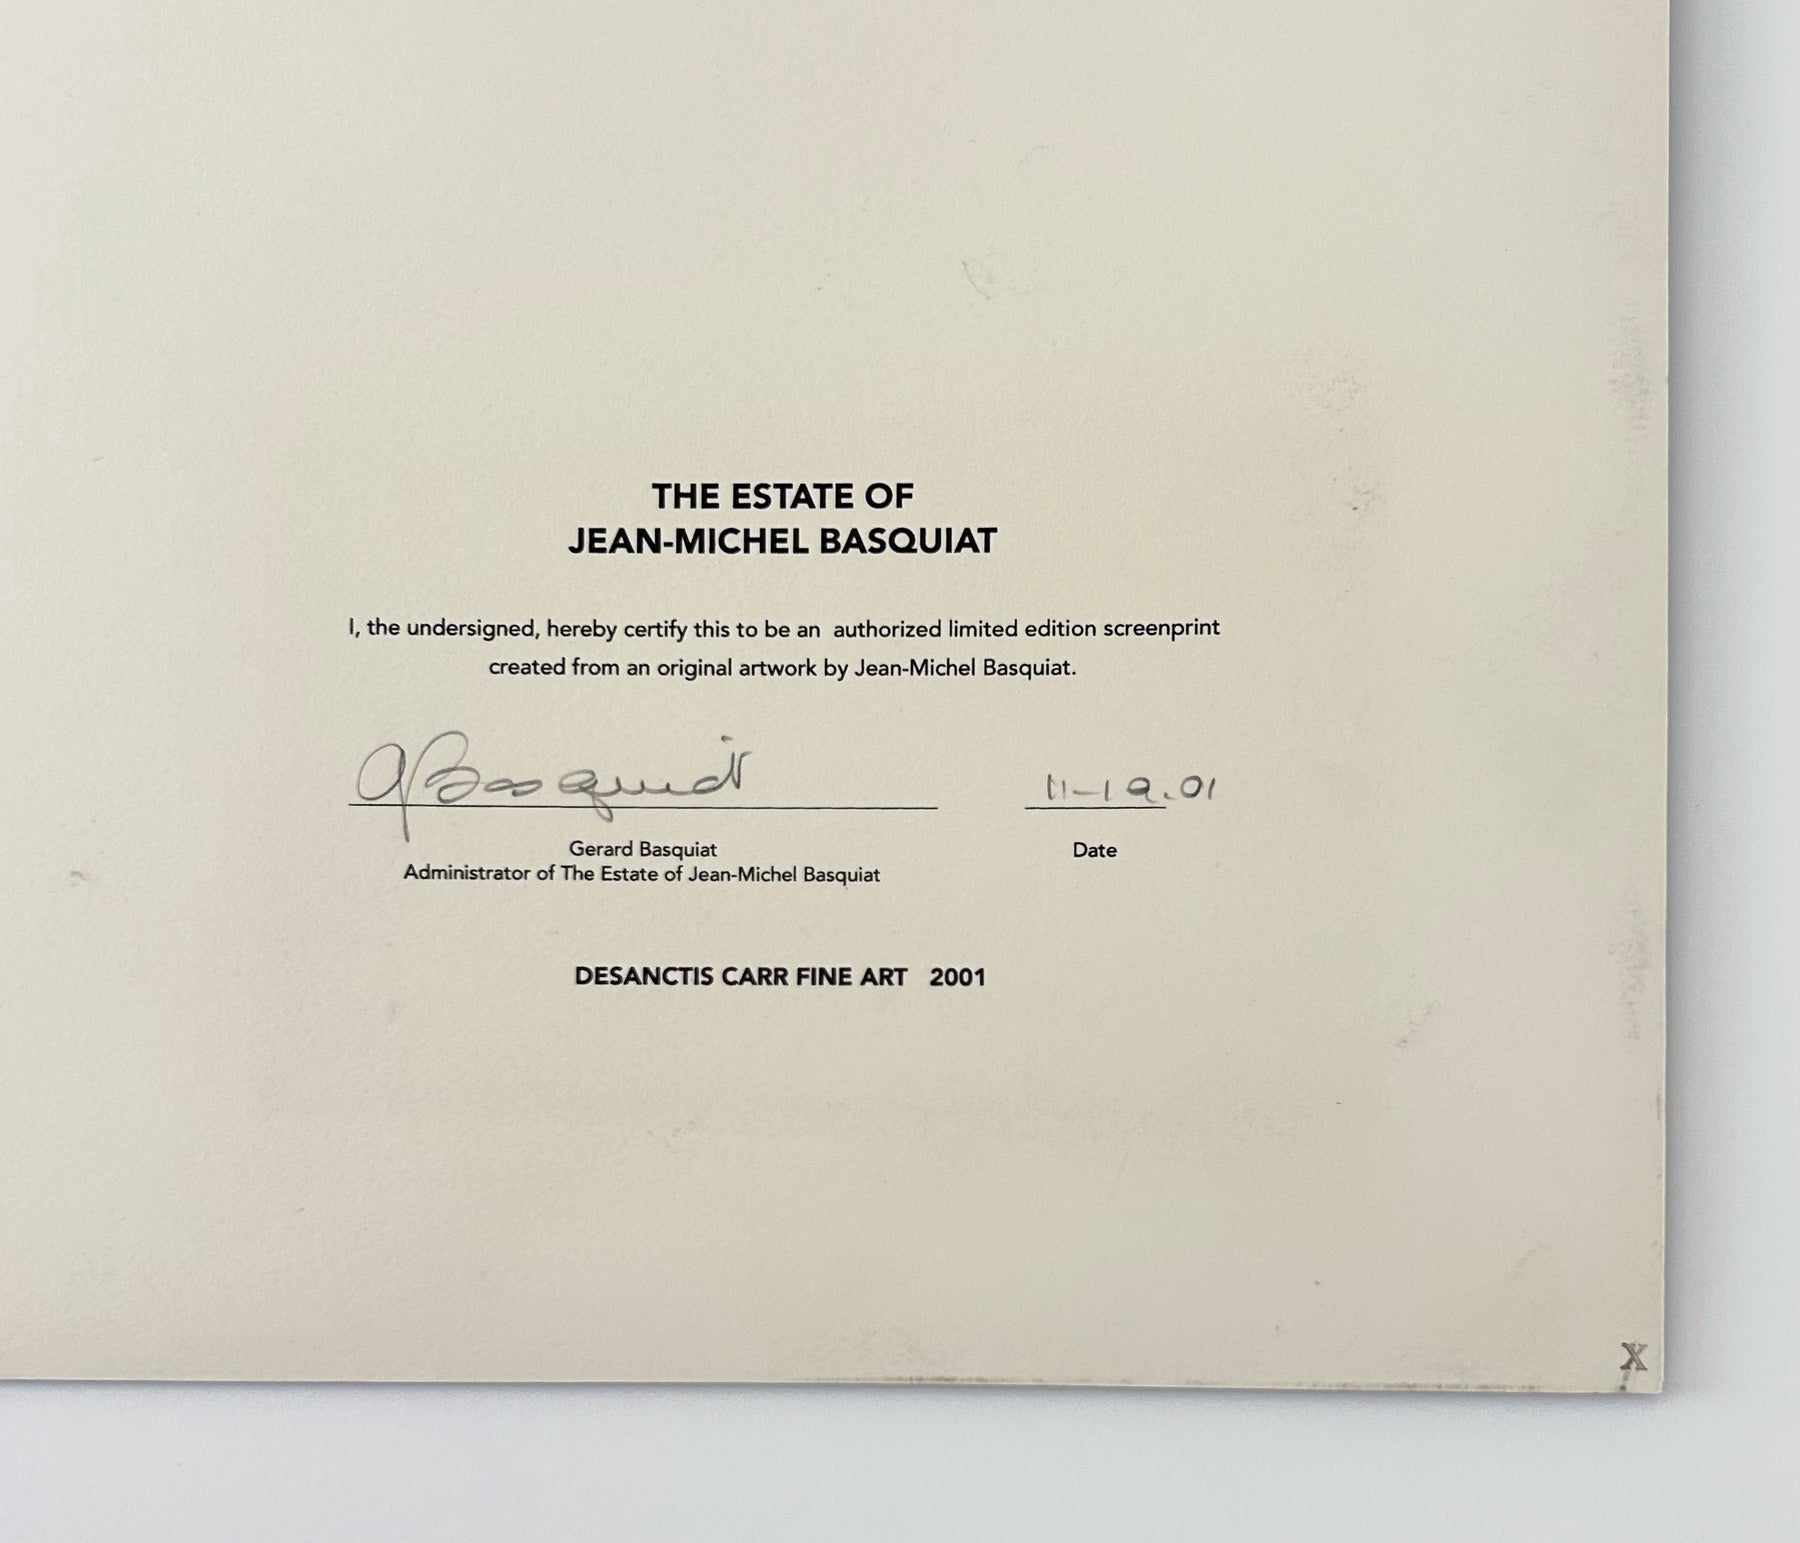 THE ESTATE OF
JEAN-MICHEL BASQUIAT
I, the undersigned, hereby certify this to be an authorized limited edition screenprint
created from an original artwork by Jean-Michel Basquiat.
G Basquiat 11-19.01
Gerard Basquiat Date
Administrator of The Estate of Jean-Michel Basquiat
DESANCTIS CARR FINE ART 2001
X